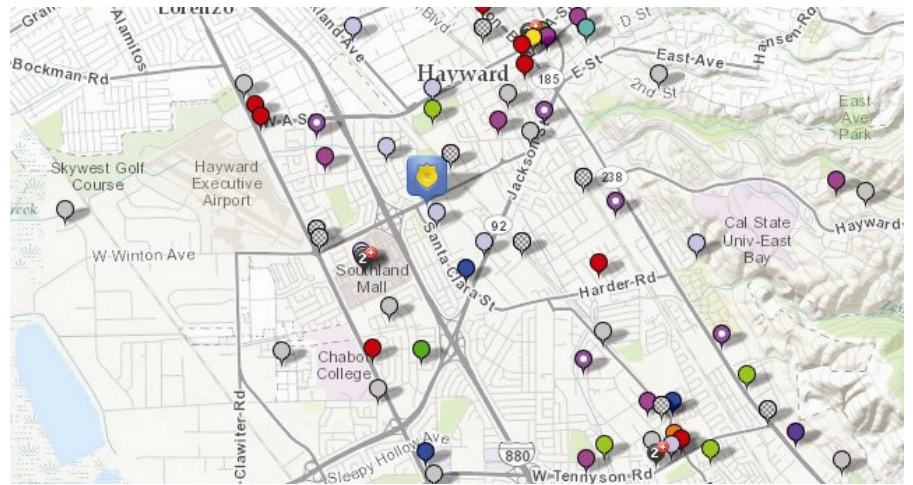 Lorenzo
Alamitos
Bockman-Rd
Blvd
A-S
D St
Hansen-Rd
Hayward
185
E-St
East-Ave
2nd St
W-A-S
East
Ave
Park
Skywest Golf
Course
Hayward
Executive
Airport
Jackson
238
Cal State
Univ-East
Bay
Hayward-
92
W Winton Ave
Santa-Clara St
2
Southland
Mall
Harder-Rd
Chabot
College
Clawiter-Rd
Sleepy Hollow Ave
880
2
W Tennyson Rd